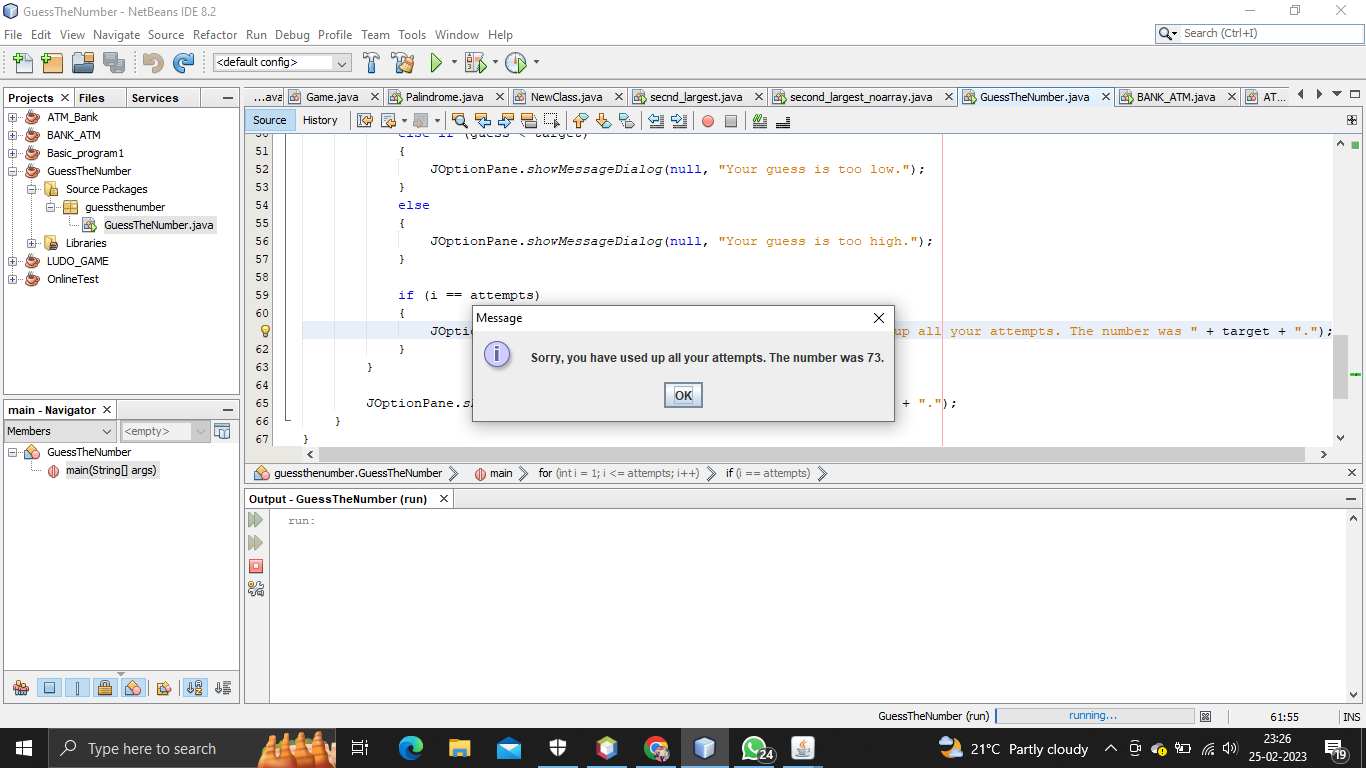 GuessTheNumber - NetBeans IDE 8.2
File Edit View Navigate Source Refactor Run Debug Profile Team Tools Window Help
Search (Ctrl+I)
<default config>
Projects Files Services
...ava Game.java Palindrome.java NewClass.java secnd_largest.java second_largest_noarray.java GuessTheNumber.java BANK_ATM.java AT...
Source History
ATM_Bank
BANK_ATM
Basic_program1
GuessTheNumber
Source Packages
guessthenumber
GuessTheNumber.java
Libraries
LUDO_GAME
OnlineTest
50 else if (guess < target)
51 {
52 JOptionPane.showMessageDialog(null, "Your guess is too low.");
53 }
54 else
55 {
56 JOptionPane.showMessageDialog(null, "Your guess is too high.");
57 }
58
59 if (i == attempts)
60 {
JOptio up all your attempts. The number was " + target + ".");
62 }
63 }
64
65 JOptionPane.s + ".");
66 }
67 }
Message
Sorry, you have used up all your attempts. The number was 73.
OK
guessthenumber.GuessTheNumber main for (int i = 1; i <= attempts; i++) if (i == attempts)
main - Navigator
Members <empty>
GuessTheNumber
main(String[] args)
Output - GuessTheNumber (run)
run:
GuessTheNumber (run) running... 61:55 INS
Type here to search
24
21°C Partly cloudy
23:26
25-02-2023
19